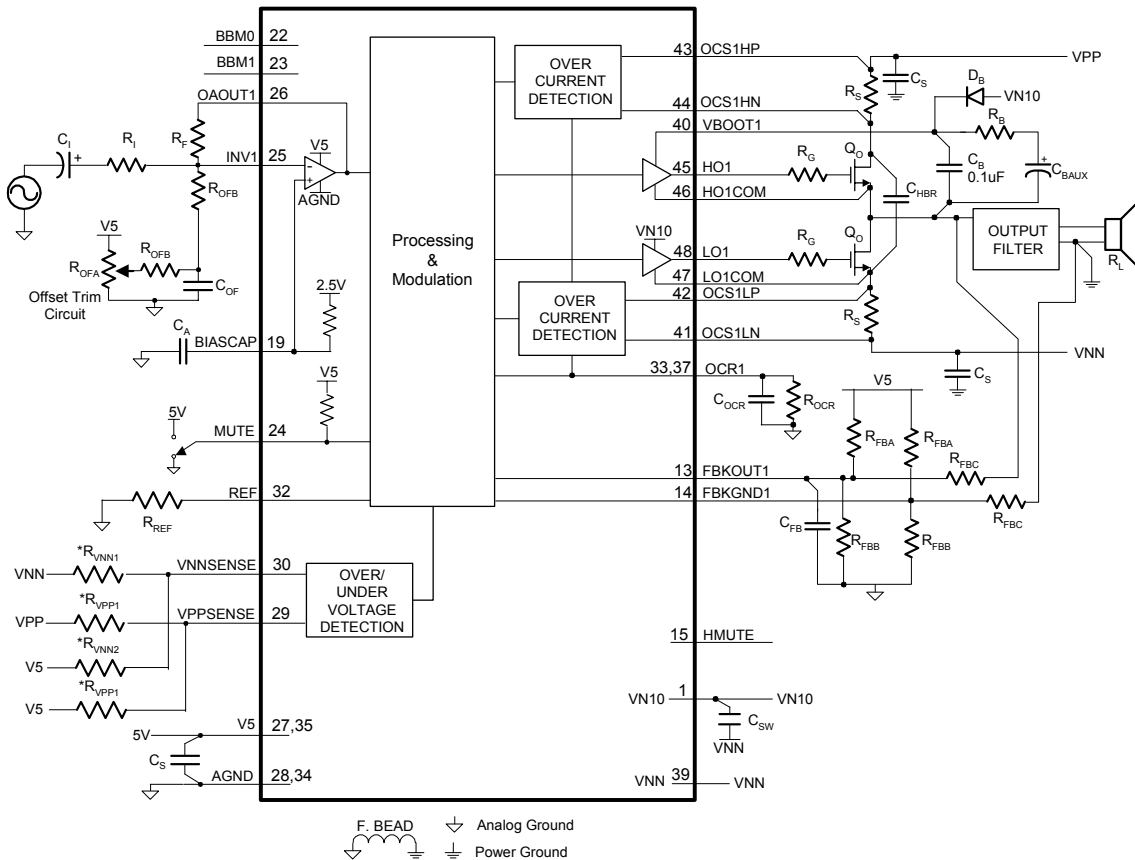 BBM0 22
BBM1 23
OAOUT1 26
43 OCS1HP
VPP
OVER
CURRENT
DETECTION
R_S
C_S
D_B
VN10
44 OCS1HN
40 VBOOT1
R_B
C_I
+
R_I
R_F
INV1 25
V5
-
+
AGND
R_OFB
Q_O
R_G
45 HO1
46 HO1COM
C_HBR
C_B
0.1uF
+
C_BAUX
V5
R_OFA
R_OFB
C_OF
Offset Trim
Circuit
Processing
&
Modulation
VN10
R_G
Q_O
48 LO1
47 LO1COM
42 OCS1LP
OUTPUT
FILTER
R_L
2.5V
C_A
BIASCAP 19
OVER
CURRENT
DETECTION
R_S
41 OCS1LN
VNN
C_S
V5
33,37 OCR1
C_OCR
R_OCR
V5
5V
MUTE 24
R_FBA
R_FBA
R_FBC
13 FBKOUT1
14 FBKGND1
R_FBC
REF 32
R_REF
C_FB
R_FBB
R_FBB
VNN
*R_VNN1
VNNSENSE 30
OVER/
UNDER
VOLTAGE
DETECTION
VPP
*R_VPP1
VPPSENSE 29
V5
*R_VNN2
V5
*R_VPP1
15 HMUTE
VN10 1 VN10
C_SW
VNN
V5 27,35
5V
C_S
AGND 28,34
VNN 39 VNN
F. BEAD
Analog Ground
Power Ground